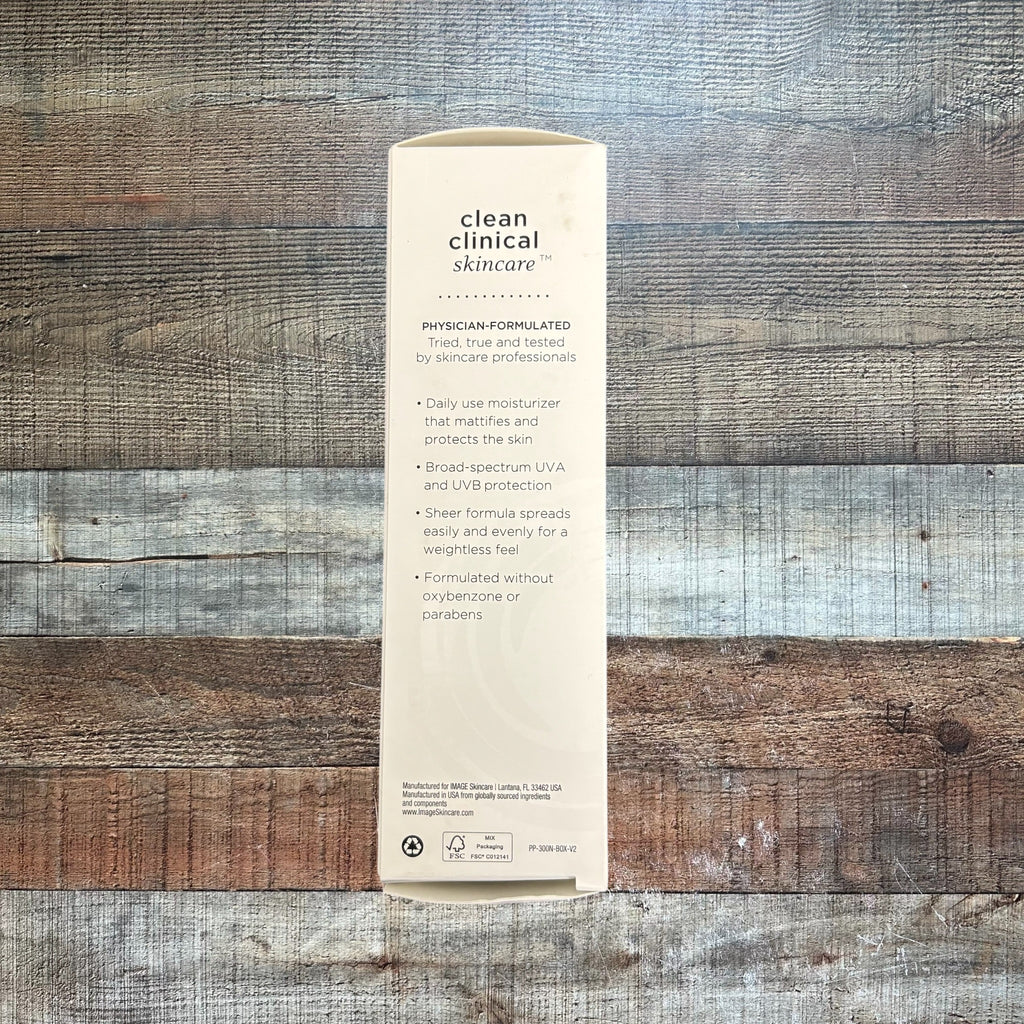 clean
clinical
skincare™
PHYSICIAN-FORMULATED
Tried, true and tested
by skincare professionals
• Daily use moisturizer
that mattifies and
protects the skin
• Broad-spectrum UVA
and UVB protection
• Sheer formula spreads
easily and evenly for a
weightless feel
• Formulated without
oxybenzone or
parabens
Manufactured for IMAGE Skincare | Lantana, FL 33462 USA
Manufactured in USA from globally sourced ingredients
and components
www.ImageSkincare.com
FSC
MIX
Packaging
FSC® C012141
PP-300N-BOX-V2